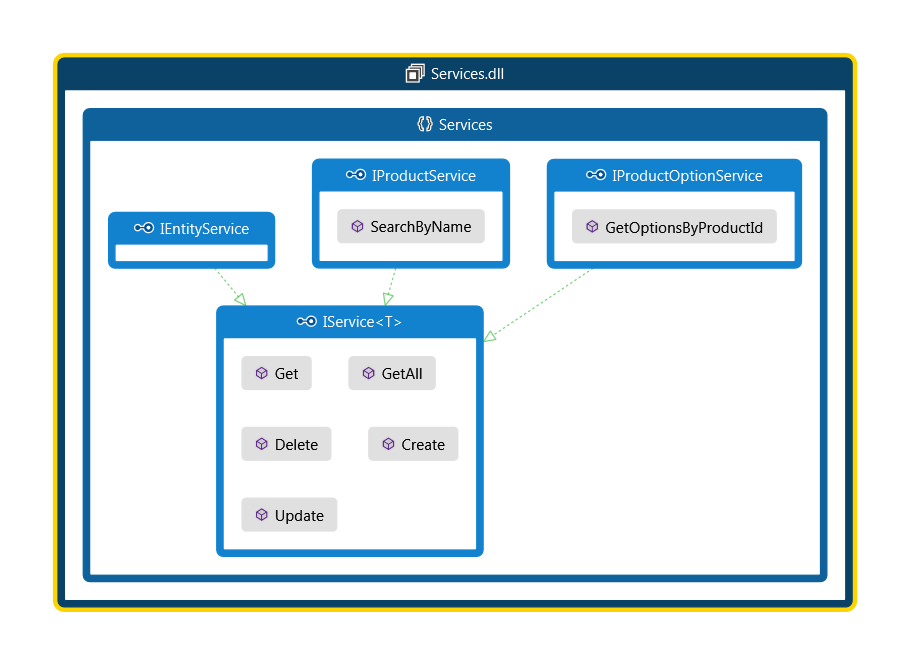 Services.dll
Services
IProductService
IProductOptionService
SearchByName
GetOptionsByProductId
IEntityService
IService<T>
Get
GetAll
Delete
Create
Update